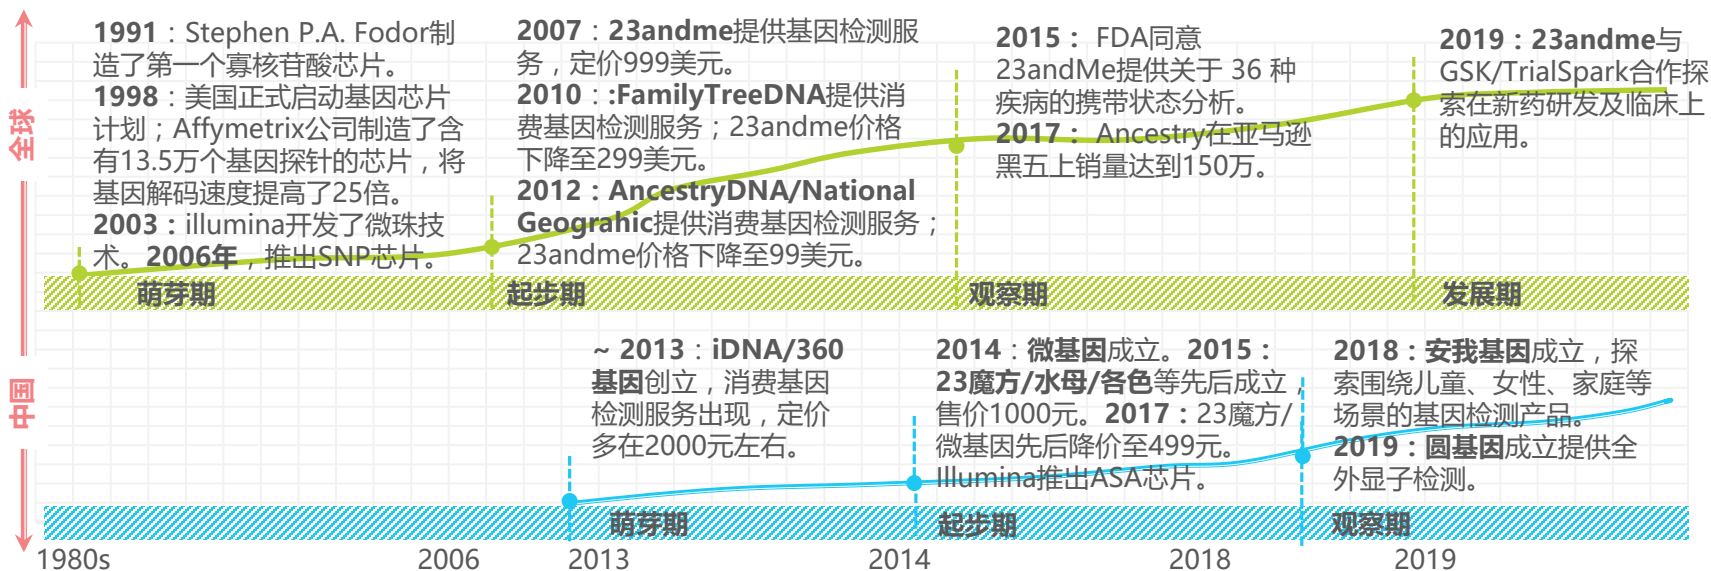 全球
1991：Stephen P.A. Fodor制
造了第一个寡核苷酸芯片。
1998：美国正式启动基因芯片
计划；Affymetrix公司制造了含
有13.5万个基因探针的芯片，将
基因解码速度提高了25倍。
2003：illumina开发了微珠技
术。2006年，推出SNP芯片。
2007：23andme提供基因检测服
务，定价999美元。
2010：:FamilyTreeDNA提供消
费基因检测服务；23andme价格
下降至299美元。
2012：AncestryDNA/National
Geograhic提供消费基因检测服务；
23andme价格下降至99美元。
2015： FDA同意
23andMe提供关于 36 种
疾病的携带状态分析。
2017： Ancestry在亚马逊
黑五上销量达到150万。
2019：23andme与
GSK/TrialSpark合作探
索在新药研发及临床上
的应用。
萌芽期
起步期
观察期
发展期
中国
~ 2013：iDNA/360
基因创立，消费基因
检测服务出现，定价
多在2000元左右。
2014：微基因成立。2015：
23魔方/水母/各色等先后成立，
售价1000元。2017：23魔方/
微基因先后降价至499元。
Illumina推出ASA芯片。
2018：安我基因成立，探
索围绕儿童、女性、家庭等
场景的基因检测产品。
2019：圆基因成立提供全
外显子检测。
萌芽期
起步期
观察期
1980s
2006
2013
2014
2018
2019